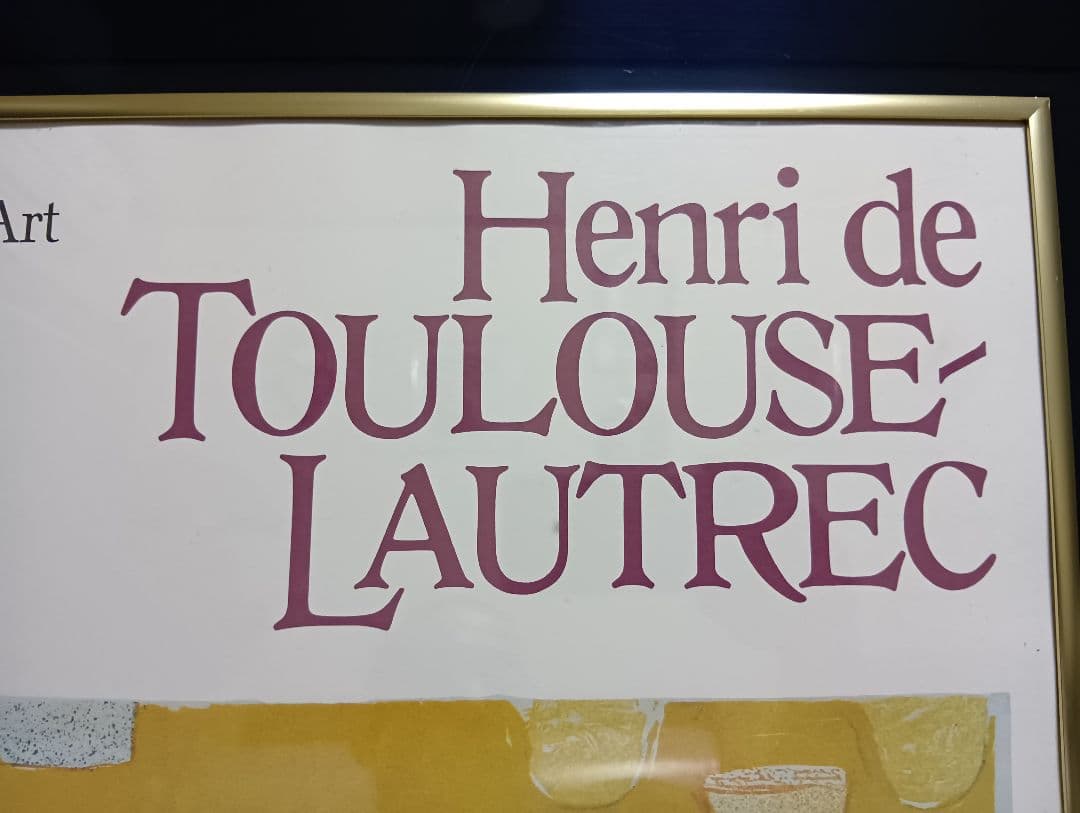 Henri de
Art
TOULOUSE-
LAUTREC